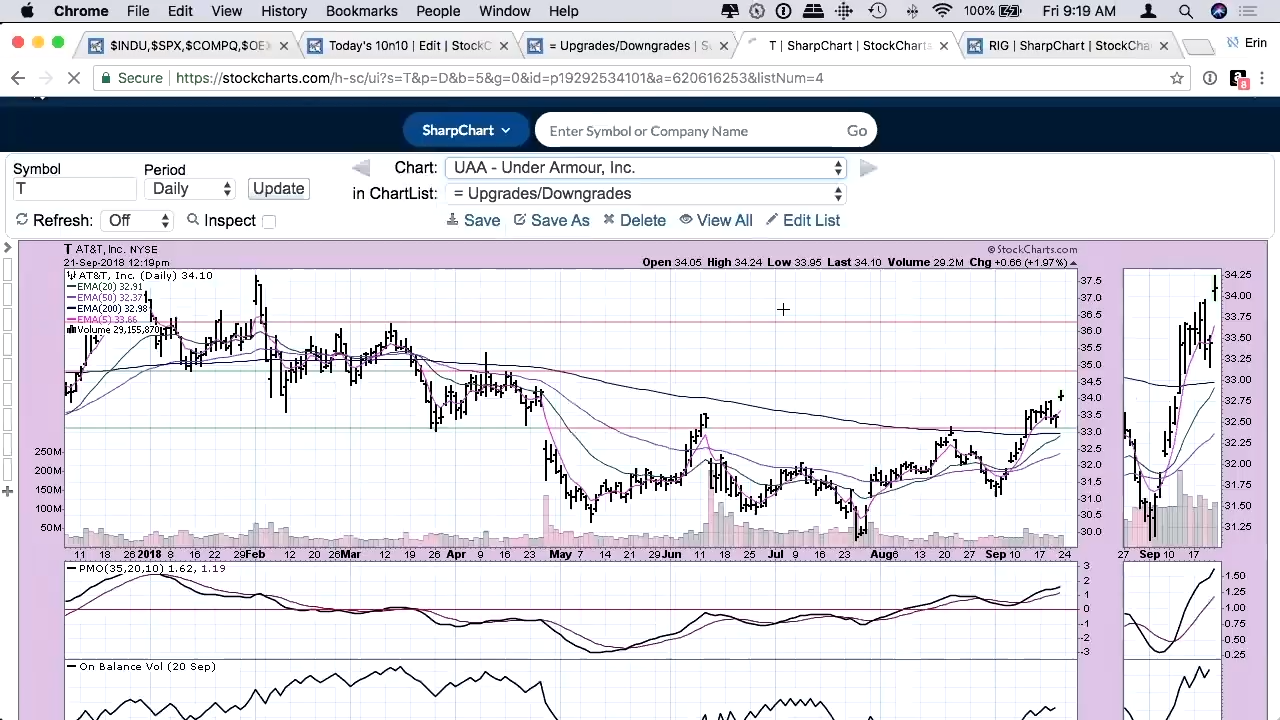 Chrome File Edit View History Bookmarks People Window Help 100% Fri 9:19 AM
$INDU,$SPX,$COMPQ,$OEX Today's 10n10 | Edit | StockC = Upgrades/Downgrades | S T | SharpChart | StockCharts RIG | SharpChart | StockCha Erin
Secure https://stockcharts.com/h-sc/ui?s=T&p=D&b=5&g=0&id=p19292534101&a=620616253&listNum=4
SharpChart Enter Symbol or Company Name Go
Symbol Period Chart: UAA - Under Armour, Inc.
T Daily Update in ChartList: = Upgrades/Downgrades
Refresh: Off Inspect Save Save As Delete View All Edit List
T AT&T, Inc. NYSE © StockCharts.com
21-Sep-2018 12:19pm Open 34.05 High 34.24 Low 33.95 Last 34.10 Volume 29.2M Chg +0.66 (+1.97%)
AT&T, Inc. (Daily) 34.10
EMA(20) 32.91
EMA(50) 32.37
EMA(200) 32.98
EMA(5) 33.66
Volume 29,155,870
37.5
37.0
36.5
36.0
35.5
35.0
34.5
34.0
33.5
33.0
32.5
32.0
31.5
31.0
30.5
30.0
250M
200M
150M
100M
50M
34.25
34.00
33.75
33.50
33.25
33.00
32.75
32.50
32.25
32.00
31.75
31.50
31.25
11 18 26 2018 8 16 22 29 Feb 12 20 26 Mar 12 19 26 Apr 9 16 23 May 7 14 21 29 Jun 11 18 25 Jul 9 16 23 Aug 6 13 20 27 Sep 10 17 24
27 Sep 10 17
PMO(35,20,10) 1.62, 1.19
3
2
1
0
-1
-2
-3
1.50
1.25
1.00
0.75
0.50
0.25
On Balance Vol (20 Sep)